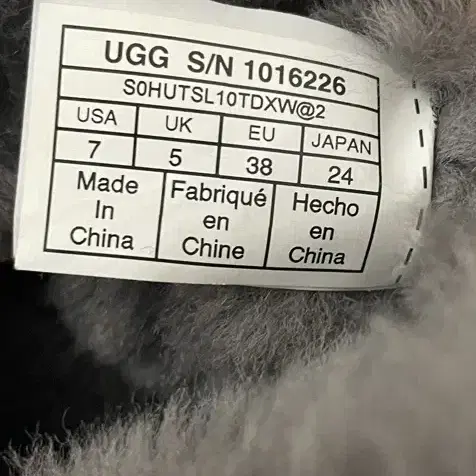 UGG S/N 1016226
S0HUTSL10TDXW@2
USA UK EU JAPAN
7 5 38 24
Made In China
Fabriqué en Chine
Hecho en China